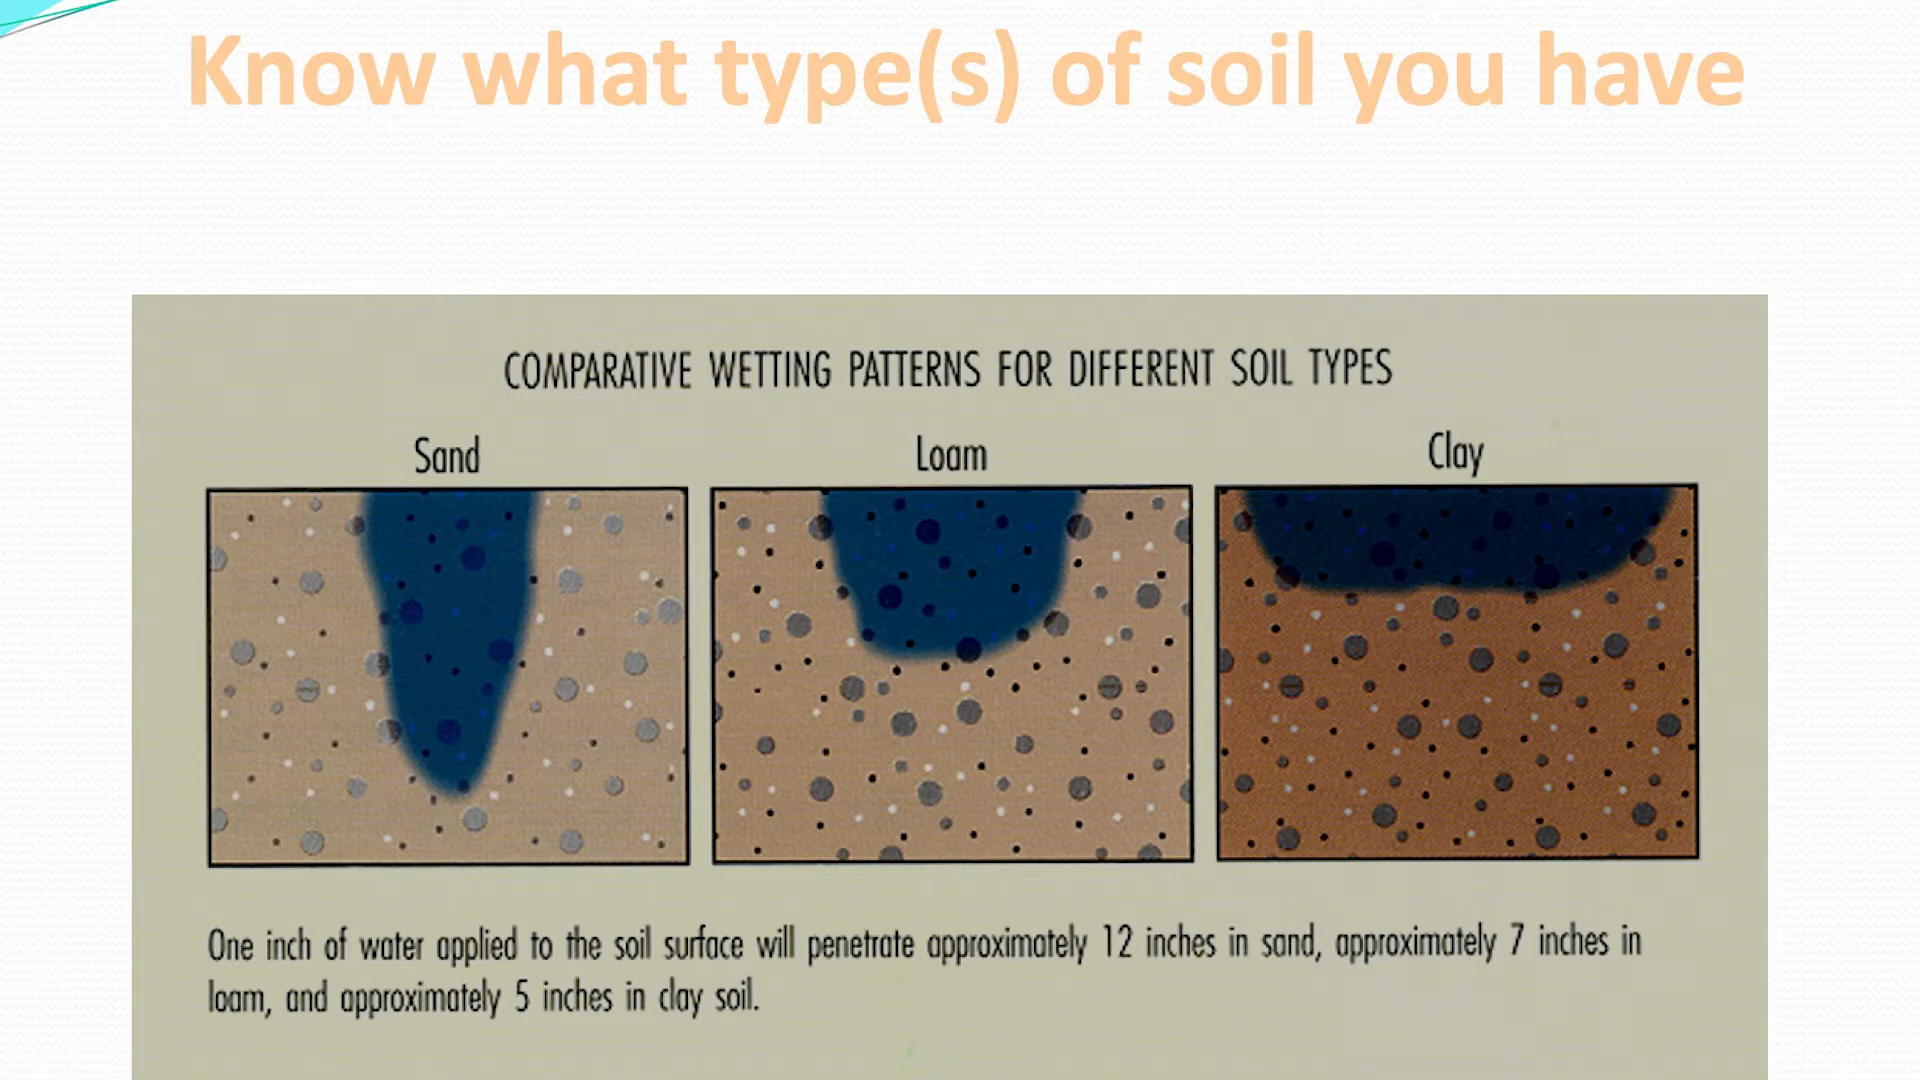 Know what type(s) of soil you have
COMPARATIVE WETTING PATTERNS FOR DIFFERENT SOIL TYPES
Sand
Loam
Clay
One inch of water applied to the soil surface will penetrate approximately 12 inches in sand, approximately 7 inches in
loam, and approximately 5 inches in clay soil.